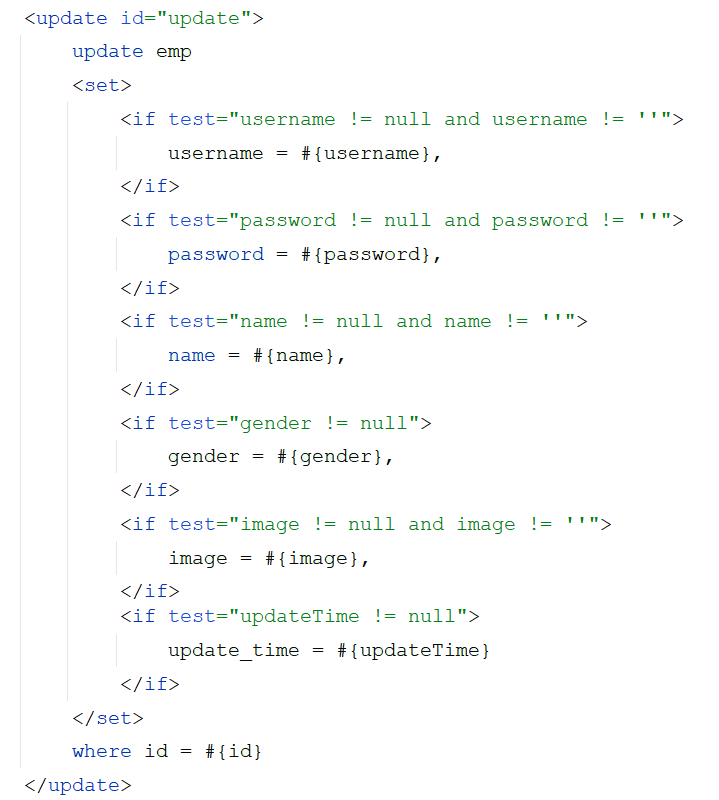 <update id="update">
    update emp
    <set>
        <if test="username != null and username != ''">
            username = #{username},
        </if>
        <if test="password != null and password != ''">
            password = #{password},
        </if>
        <if test="name != null and name != ''">
            name = #{name},
        </if>
        <if test="gender != null">
            gender = #{gender},
        </if>
        <if test="image != null and image != ''">
            image = #{image},
        </if>
        <if test="updateTime != null">
            update_time = #{updateTime}
        </if>
    </set>
    where id = #{id}
</update>